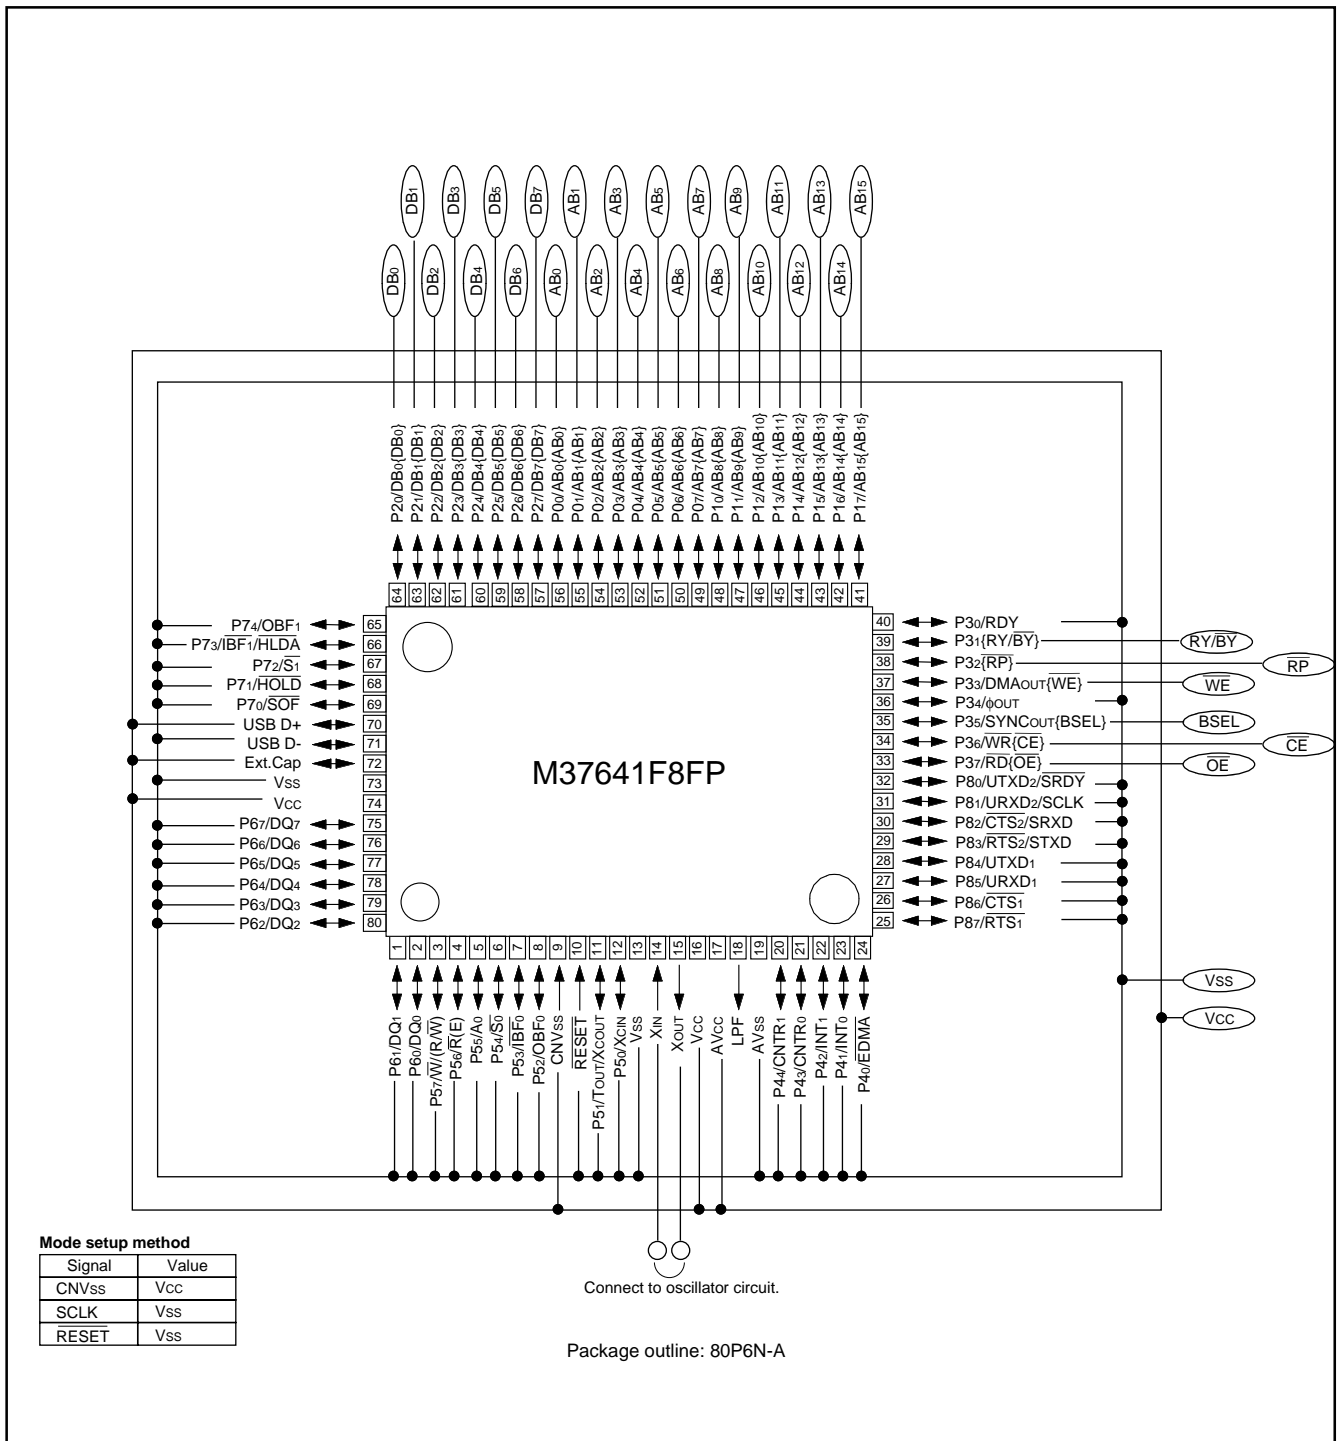 DB1 DB3 DB5 DB7 AB1 AB3 AB5 AB7 AB9 AB11 AB13 AB15
DB0 DB2 DB4 DB6 AB0 AB2 AB4 AB6 AB8 AB10 AB12 AB14
P20/DB0{DB0}
P21/DB1{DB1}
P22/DB2{DB2}
P23/DB3{DB3}
P24/DB4{DB4}
P25/DB5{DB5}
P26/DB6{DB6}
P27/DB7{DB7}
P00/AB0{AB0}
P01/AB1{AB1}
P02/AB2{AB2}
P03/AB3{AB3}
P04/AB4{AB4}
P05/AB5{AB5}
P06/AB6{AB6}
P07/AB7{AB7}
P10/AB8{AB8}
P11/AB9{AB9}
P12/AB10{AB10}
P13/AB11{AB11}
P14/AB12{AB12}
P15/AB13{AB13}
P16/AB14{AB14}
P17/AB15{AB15}
64 63 62 61 60 59 58 57 56 55 54 53 52 51 50 49 48 47 46 45 44 43 42 41
P74/OBF1 65
P73/IBF1/HLDA 66
P72/S1 67
P71/HOLD 68
P70/SOF 69
USB D+ 70
USB D- 71
Ext.Cap 72
Vss 73
Vcc 74
P67/DQ7 75
P66/DQ6 76
P65/DQ5 77
P64/DQ4 78
P63/DQ3 79
P62/DQ2 80
M37641F8FP
40 P30/RDY
39 P31{RY/BY} RY/BY
38 P32{RP} RP
37 P33/DMAOUT{WE} WE
36 P34/ϕOUT
35 P35/SYNCOUT{BSEL} BSEL
34 P36/WR{CE} CE
33 P37/RD{OE} OE
32 P80/UTXD2/SRDY
31 P81/URXD2/SCLK
30 P82/CTS2/SRXD
29 P83/RTS2/STXD
28 P84/UTXD1
27 P85/URXD1
26 P86/CTS1
25 P87/RTS1
Vss
Vcc
1 2 3 4 5 6 7 8 9 10 11 12 13 14 15 16 17 18 19 20 21 22 23 24
P61/DQ1
P60/DQ0
P57/W/(R/W)
P56/R(E)
P55/A0
P54/S0
P53/IBF0
P52/OBF0
CNVss
RESET
P51/TOUT/XCOUT
P50/XCIN
Vss
XIN
XOUT
Vcc
AVcc
LPF
AVss
P44/CNTR1
P43/CNTR0
P42/INT1
P41/INT0
P40/EDMA
Connect to oscillator circuit.
Mode setup method
Signal Value
CNVss Vcc
SCLK Vss
RESET Vss
Package outline: 80P6N-A